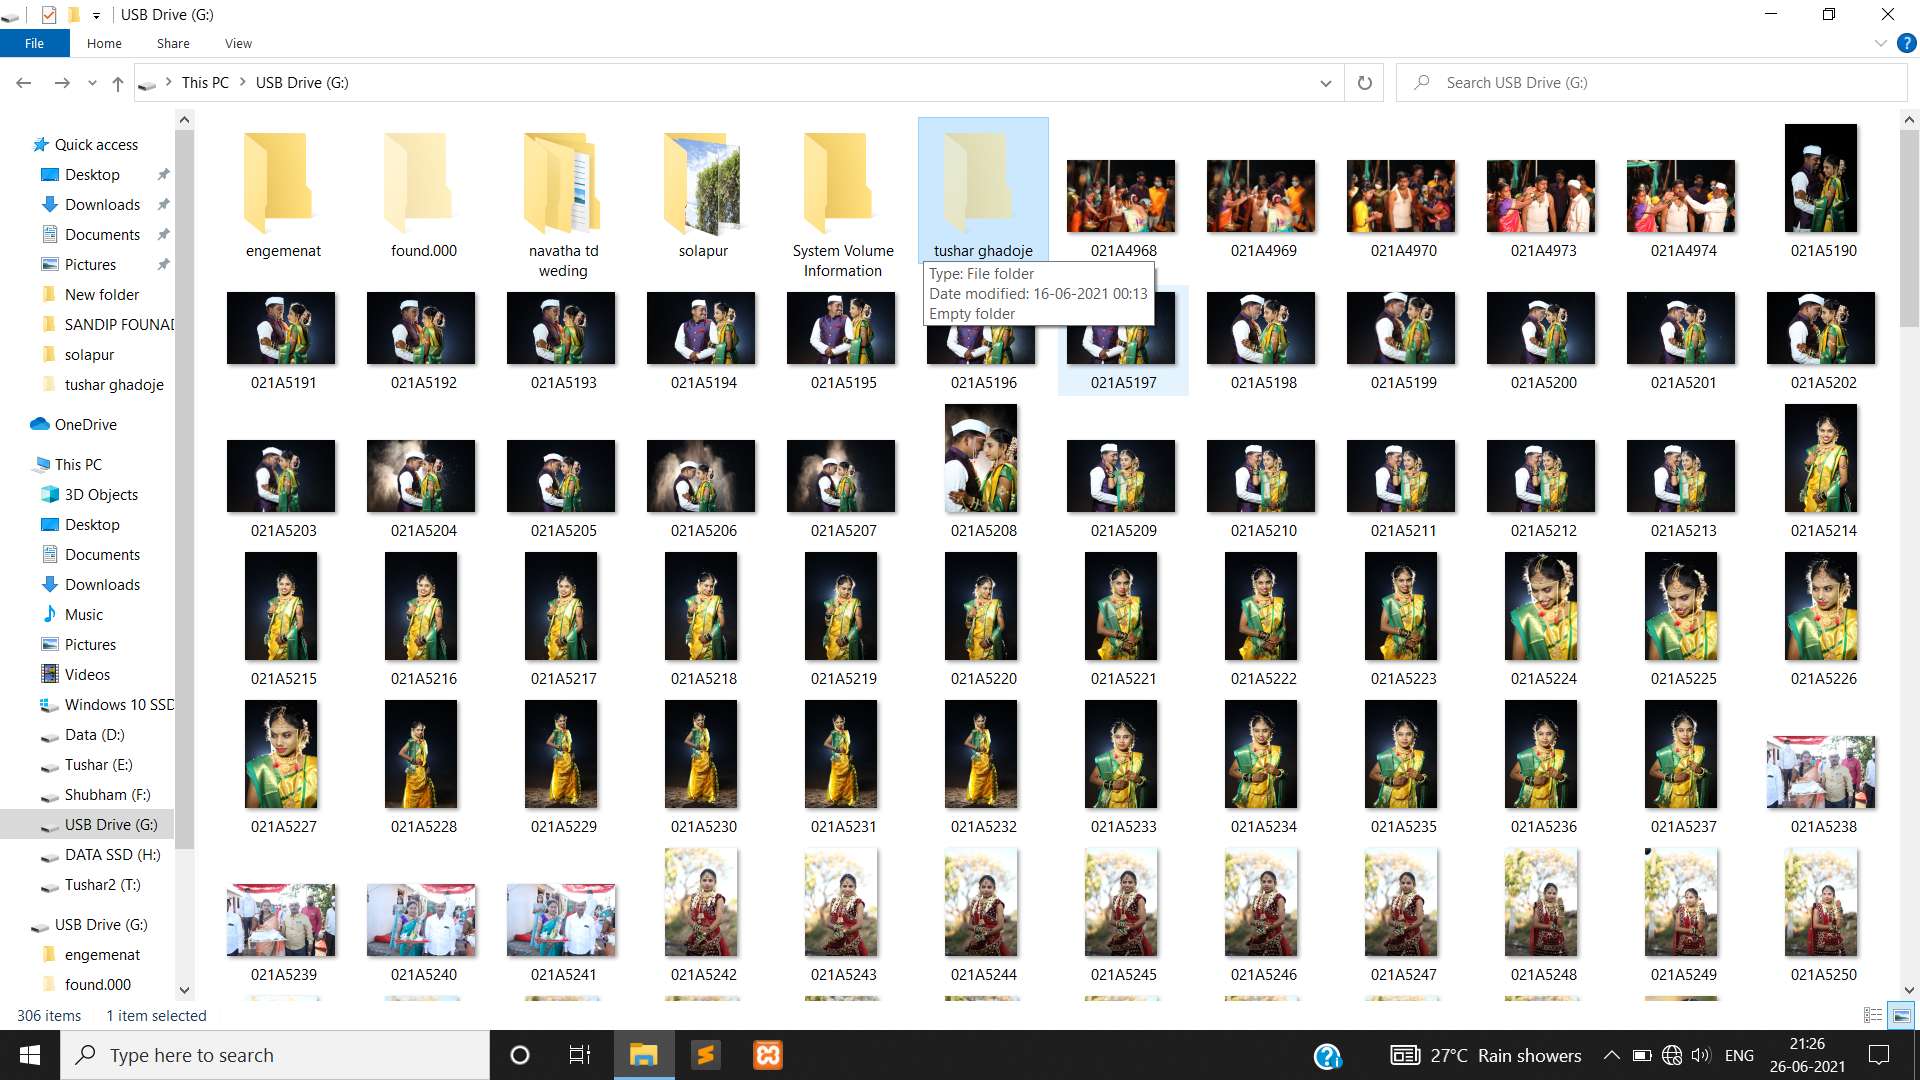 USB Drive (G:)
File
Home
Share
View
This PC
USB Drive (G:)
Search USB Drive (G:)
Quick access
Desktop
Downloads
Documents
Pictures
New folder
SANDIP FOUNAD
solapur
tushar ghadoje
OneDrive
This PC
3D Objects
Desktop
Documents
Downloads
Music
Pictures
Videos
Windows 10 SSD
Data (D:)
Tushar (E:)
Shubham (F:)
USB Drive (G:)
DATA SSD (H:)
Tushar2 (T:)
USB Drive (G:)
engemenat
found.000
engemenat
found.000
navatha td
weding
solapur
System Volume
Information
tushar ghadoje
021A4968
021A4969
021A4970
021A4973
021A4974
021A5190
Type: File folder
Date modified: 16-06-2021 00:13
Empty folder
021A5191
021A5192
021A5193
021A5194
021A5195
021A5196
021A5197
021A5198
021A5199
021A5200
021A5201
021A5202
021A5203
021A5204
021A5205
021A5206
021A5207
021A5208
021A5209
021A5210
021A5211
021A5212
021A5213
021A5214
021A5215
021A5216
021A5217
021A5218
021A5219
021A5220
021A5221
021A5222
021A5223
021A5224
021A5225
021A5226
021A5227
021A5228
021A5229
021A5230
021A5231
021A5232
021A5233
021A5234
021A5235
021A5236
021A5237
021A5238
021A5239
021A5240
021A5241
021A5242
021A5243
021A5244
021A5245
021A5246
021A5247
021A5248
021A5249
021A5250
306 items
1 item selected
Type here to search
27°C Rain showers
ENG
21:26
26-06-2021